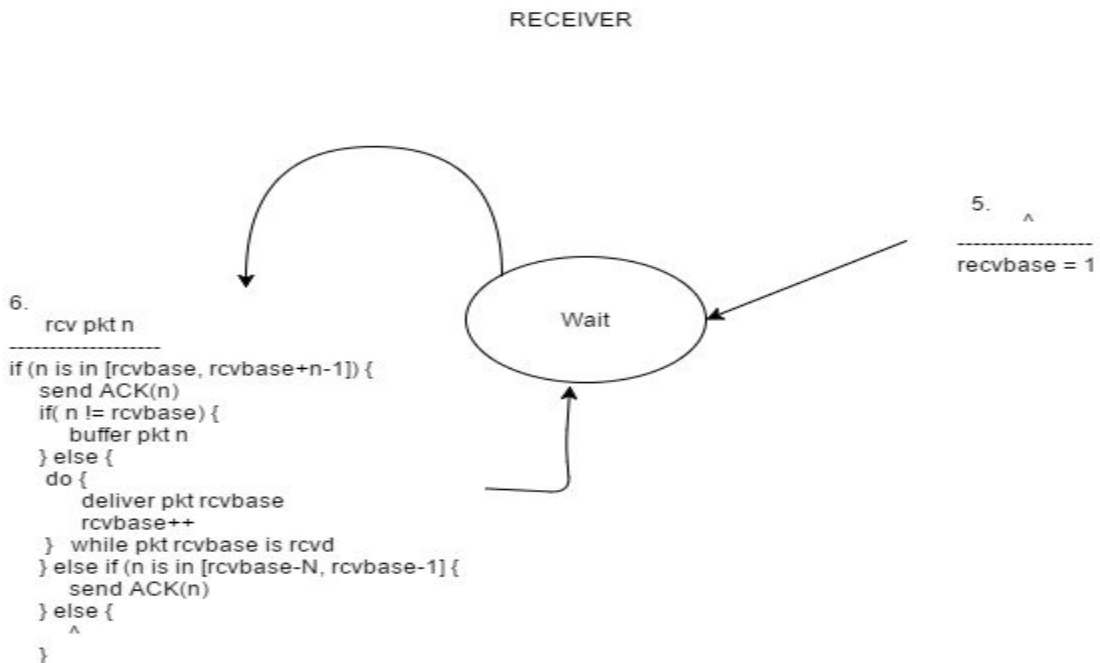 RECEIVER
5.
^
-----------------
recvbase = 1
Wait
6.
rcv pkt n
-------------------
if (n is in [rcvbase, rcvbase+n-1]) {
send ACK(n)
if( n != rcvbase) {
buffer pkt n
} else {
do {
deliver pkt rcvbase
rcvbase++
} while pkt rcvbase is rcvd
} else if (n is in [rcvbase-N, rcvbase-1] {
send ACK(n)
} else {
^
}